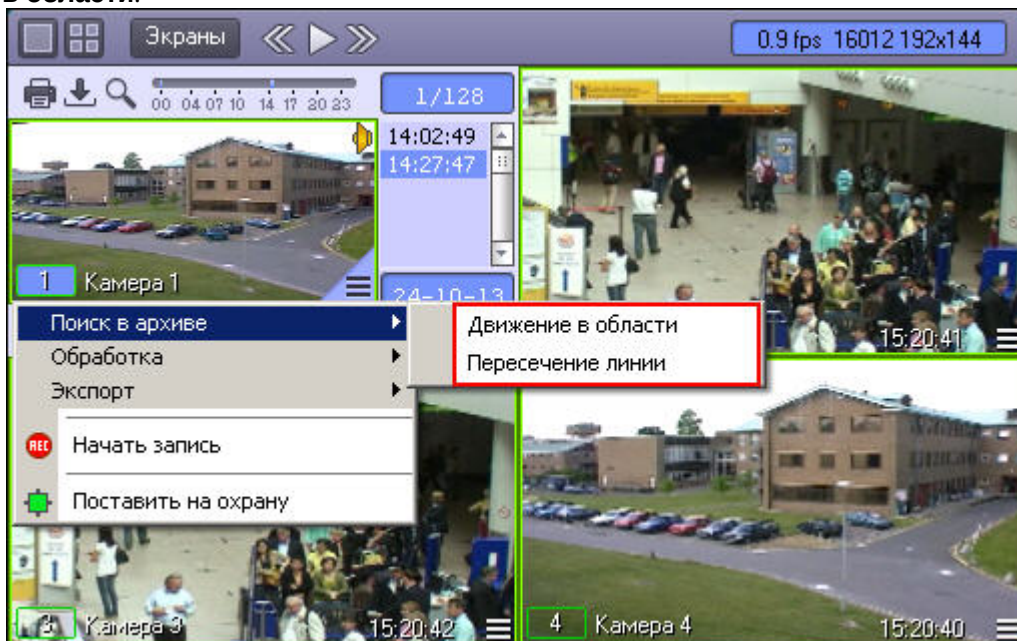 в области.
Экраны
0.9 fps 16012 192x144
00 04 07 10 14 17 20 23
1/128
14:02:49
14:27:47
1 Камера 1
24-10-13
15:20:41
Поиск в архиве
Движение в области
Обработка
Пересечение линии
Экспорт
REC Начать запись
Поставить на охрану
3 Камера 3
15:20:42
4 Камера 4
15:20:40